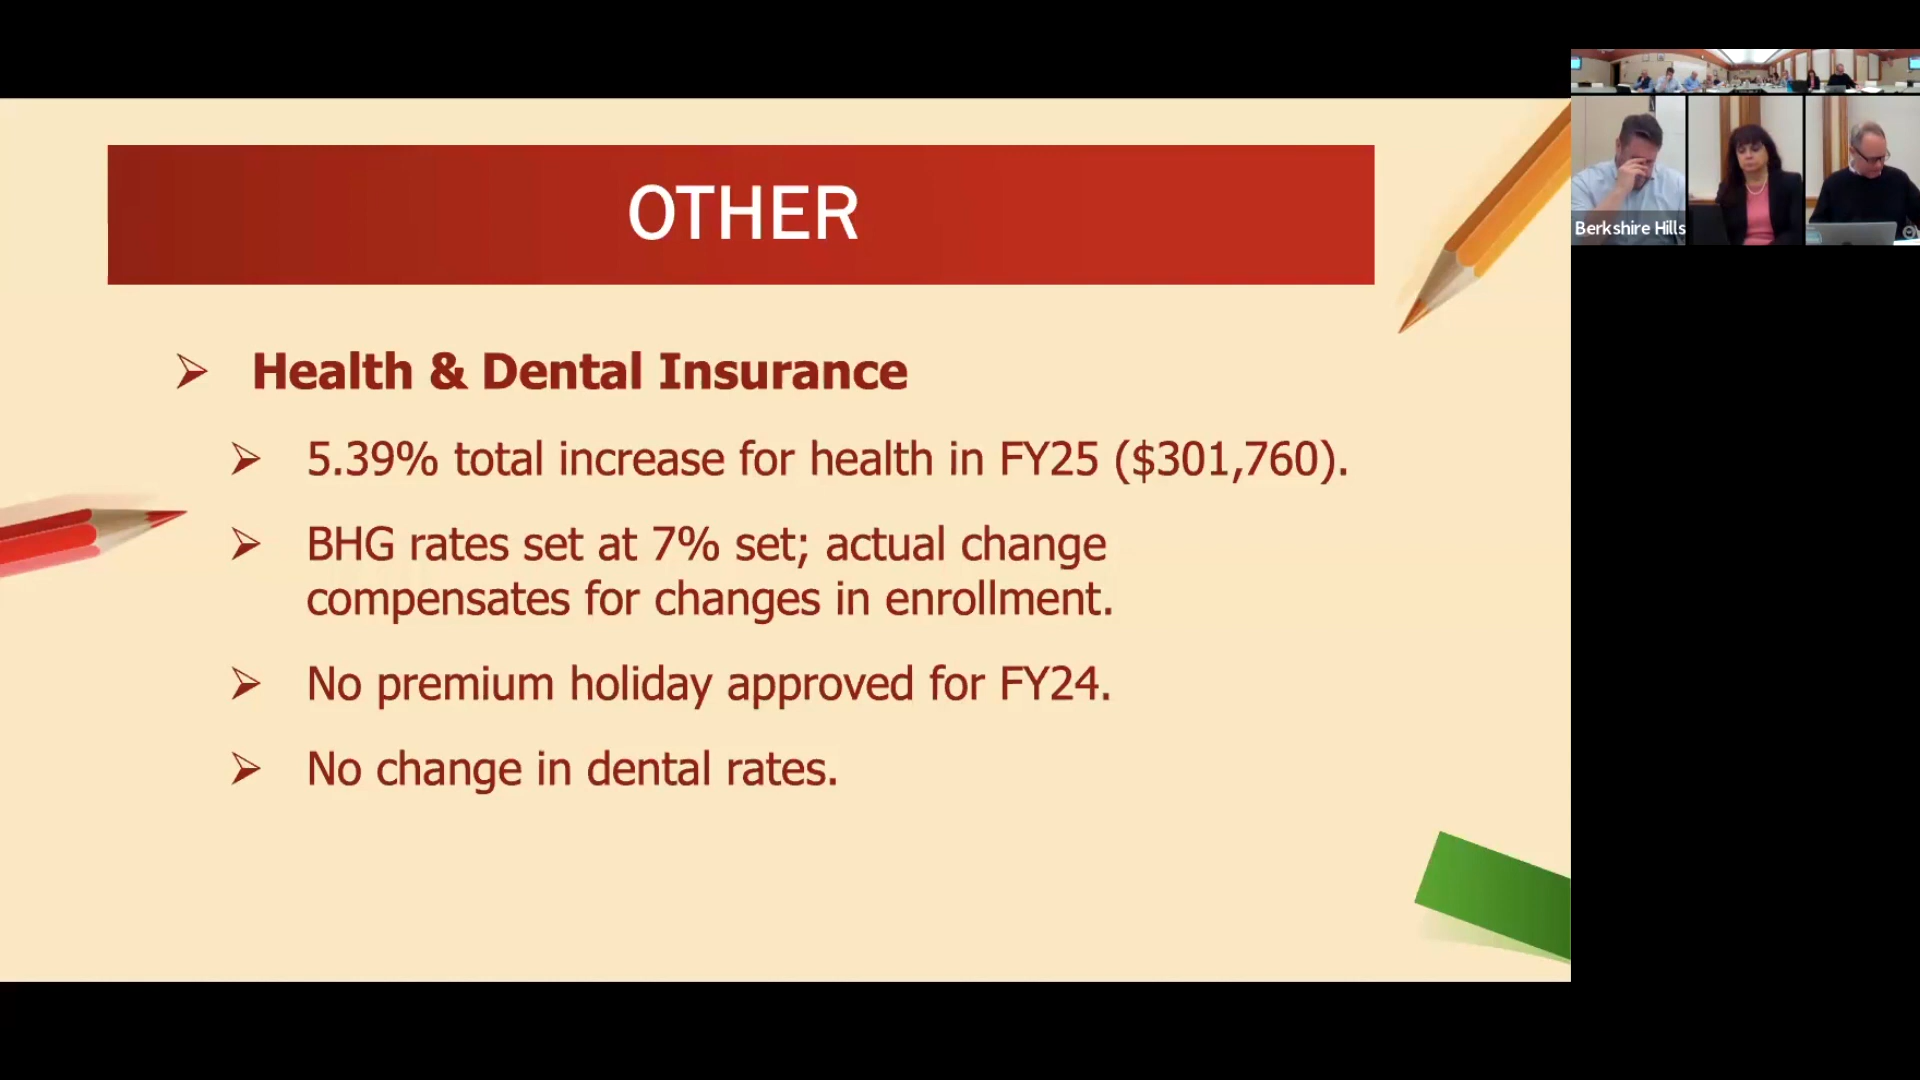 OTHER
Health & Dental Insurance
5.39% total increase for health in FY25 ($301,760).
BHG rates set at 7% set; actual change
compensates for changes in enrollment.
No premium holiday approved for FY24.
No change in dental rates.
Berkshire Hills